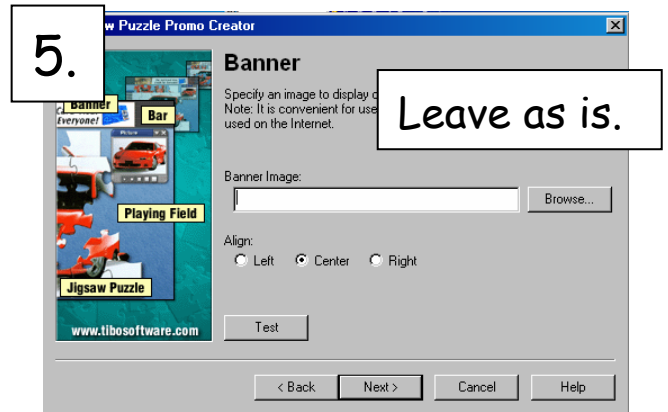 5.
w Puzzle Promo Creator
Banner
Specify an image to display
Note: It is convenient for use
used on the Internet.
Leave as is.
Banner
Everyone!
Bar
Picture
Playing Field
Jigsaw Puzzle
www.tibosoftware.com
Banner Image:
Browse...
Align:
Left Center Right
Test
< Back Next > Cancel Help